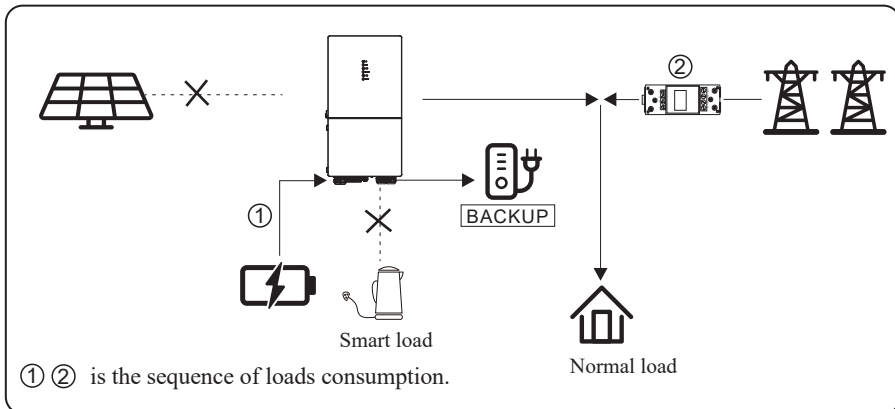 ②
①
BACKUP
Smart load
Normal load
① ② is the sequence of loads consumption.